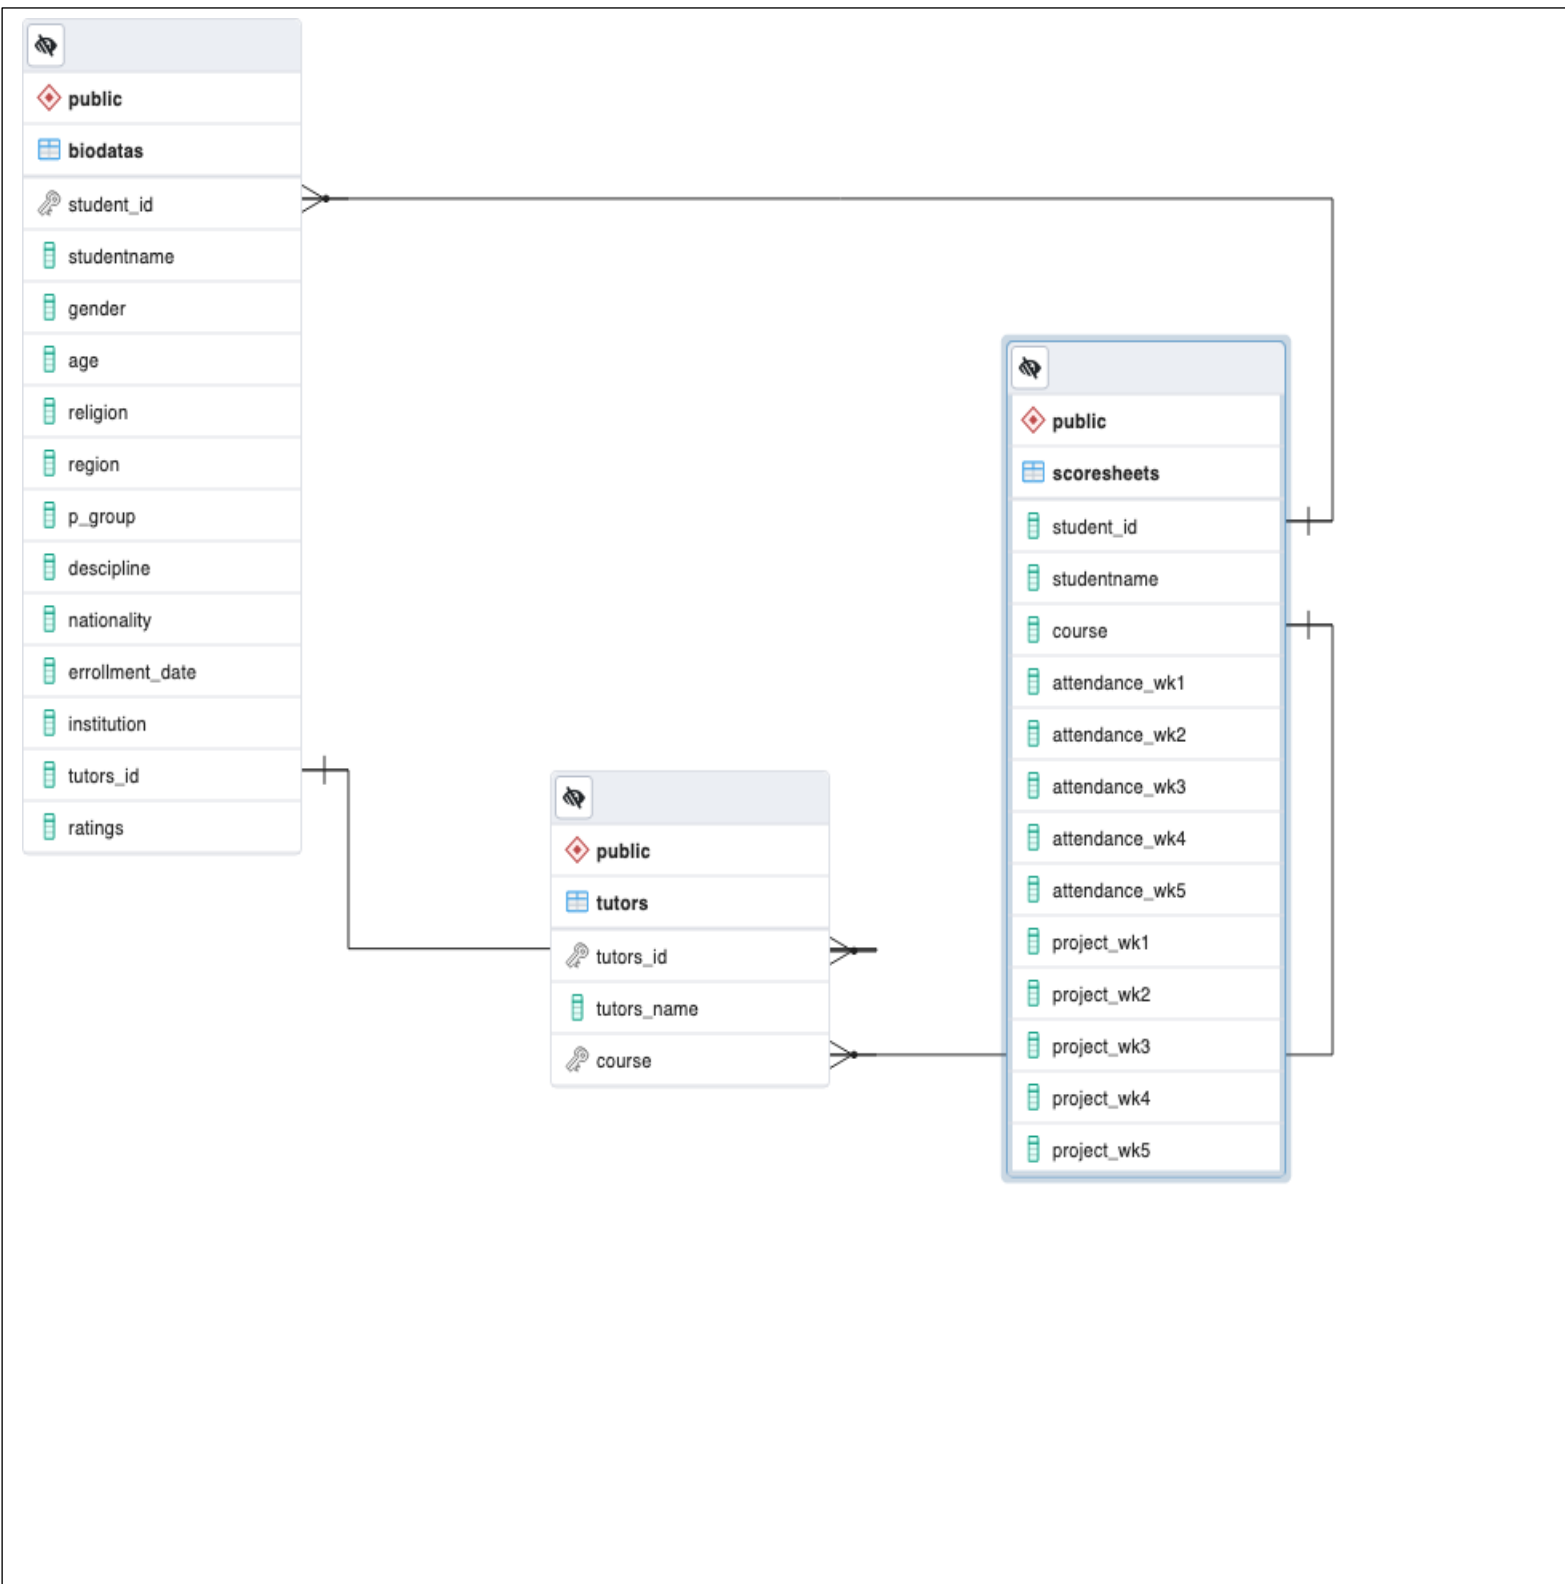 public
biodatas
student_id
studentname
gender
age
religion
region
p_group
descipline
nationality
errollment_date
institution
tutors_id
ratings
public
tutors
tutors_id
tutors_name
course
public
scoresheets
student_id
studentname
course
attendance_wk1
attendance_wk2
attendance_wk3
attendance_wk4
attendance_wk5
project_wk1
project_wk2
project_wk3
project_wk4
project_wk5